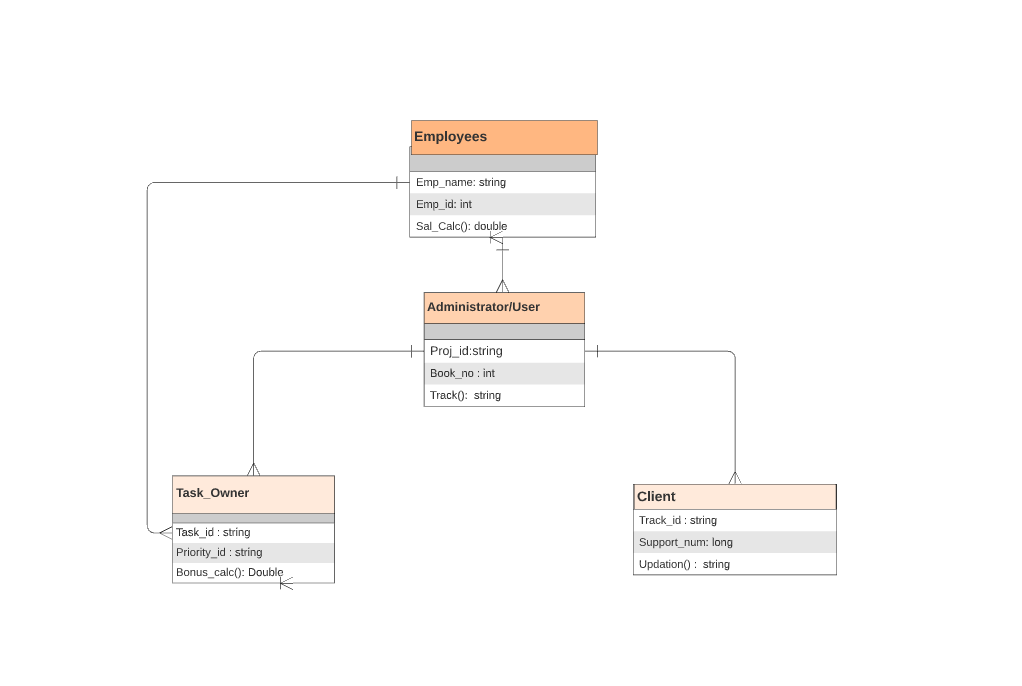 Employees
Emp_name: string
Emp_id: int
Sal_Calc(): double
Administrator/User
Proj_id:string
Book_no : int
Track():  string
Task_Owner
Task_id : string
Priority_id : string
Bonus_calc(): Double
Client
Track_id : string
Support_num: long
Updation() :  string